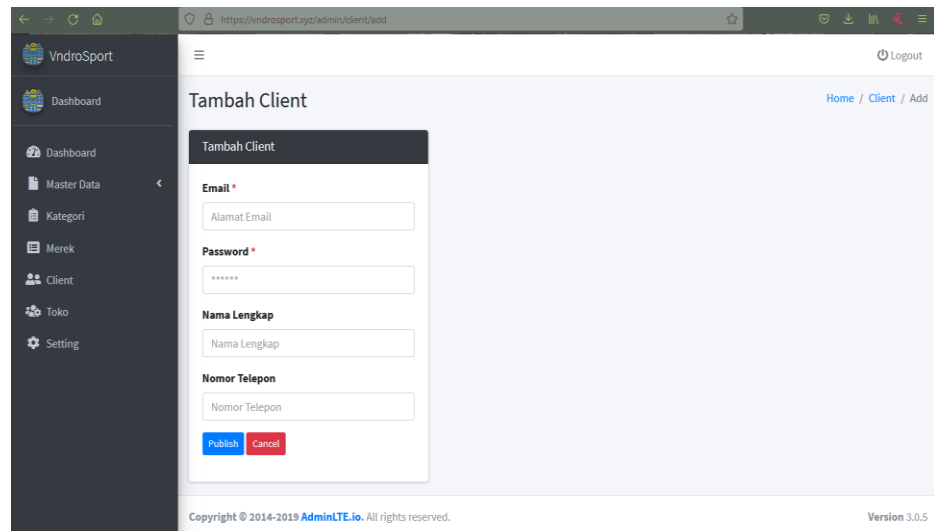 https://vndrosport.xyz/admin/client/add
VndroSport
Logout
Dashboard
Tambah Client
Home / Client / Add
Dashboard
Master Data
Kategori
Merek
Client
Toko
Setting
Tambah Client
Email *
Alamat Email
Password *
******
Nama Lengkap
Nama Lengkap
Nomor Telepon
Nomor Telepon
Publish Cancel
Copyright © 2014-2019 AdminLTE.io. All rights reserved.
Version 3.0.5